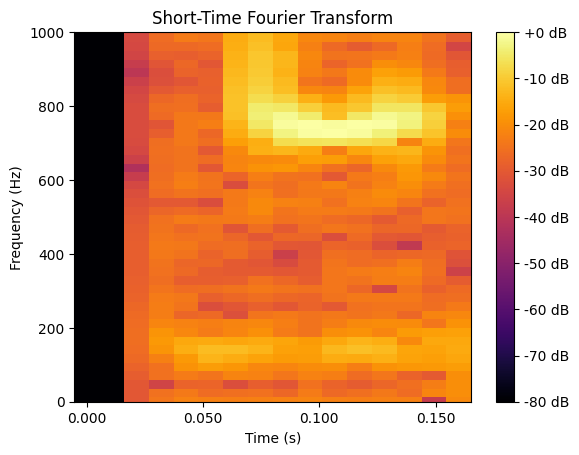 Short-Time Fourier Transform
1000
800
600
400
200
0
Frequency (Hz)
0.000
0.050
0.100
0.150
Time (s)
+0 dB
-10 dB
-20 dB
-30 dB
-40 dB
-50 dB
-60 dB
-70 dB
-80 dB